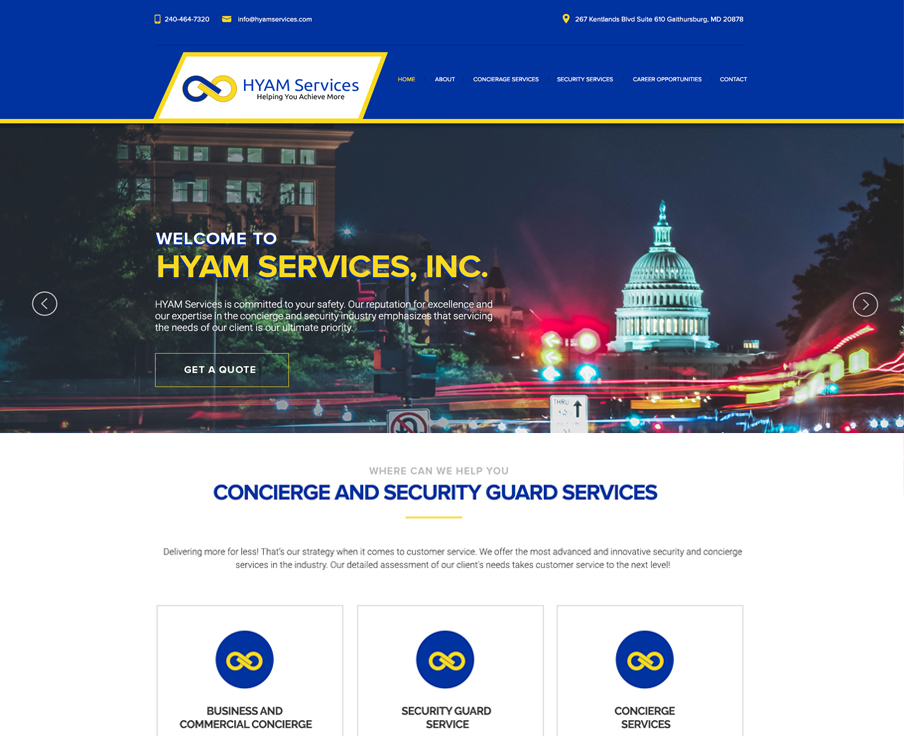 240-464-7320
info@hyamservices.com
267 Kentlands Blvd Suite 610 Gaithursburg, MD 20878
HYAM Services
Helping You Achieve More
HOME
ABOUT
CONCIERAGE SERVICES
SECURITY SERVICES
CAREER OPPORTUNITIES
CONTACT
WELCOME TO
HYAM SERVICES, INC.
HYAM Services is committed to your safety. Our reputation for excellence and
our expertise in the concierge and security industry emphasizes that servicing
the needs of our client is our ultimate priority.
GET A QUOTE
THRU
WHERE CAN WE HELP YOU
CONCIERGE AND SECURITY GUARD SERVICES
Delivering more for less! That's our strategy when it comes to customer service. We offer the most advanced and innovative security and concierge
services in the industry. Our detailed assessment of our client's needs takes customer service to the next level!
BUSINESS AND
COMMERCIAL CONCIERGE
SECURITY GUARD
SERVICE
CONCIERGE
SERVICES